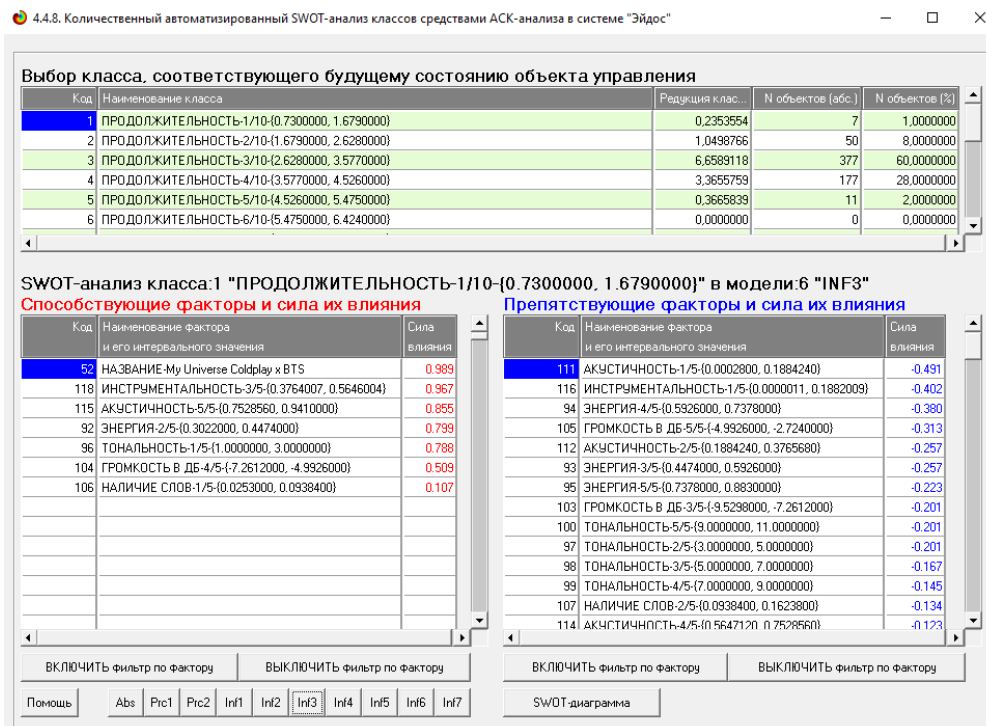 4.4.8. Количественный автоматизированный SWOT-анализ классов средствами АСК-анализа в системе "Эйдос"
Выбор класса, соответствующего будущему состоянию объекта управления
Код Наименование класса Редукция клас... N объектов (абс.) N объектов (%)
1 ПРОДОЛЖИТЕЛЬНОСТЬ-1/10-{0.7300000, 1.6790000} 0,2353554 7 1,0000000
2 ПРОДОЛЖИТЕЛЬНОСТЬ-2/10-{1.6790000, 2.6280000} 1,0498766 50 8,0000000
3 ПРОДОЛЖИТЕЛЬНОСТЬ-3/10-{2.6280000, 3.5770000} 6,6589118 377 60,0000000
4 ПРОДОЛЖИТЕЛЬНОСТЬ-4/10-{3.5770000, 4.5260000} 3,3655759 177 28,0000000
5 ПРОДОЛЖИТЕЛЬНОСТЬ-5/10-{4.5260000, 5.4750000} 0,3665839 11 2,0000000
6 ПРОДОЛЖИТЕЛЬНОСТЬ-6/10-{5.4750000, 6.4240000} 0,0000000 0 0,0000000
SWOT-анализ класса:1 "ПРОДОЛЖИТЕЛЬНОСТЬ-1/10-{0.7300000, 1.6790000}" в модели:6 "INF3"
Способствующие факторы и сила их влияния
Код Наименование фактора и его интервального значения Сила влияния
52 НАЗВАНИЕ-My Universe Coldplay x BTS 0.989
118 ИНСТРУМЕНТАЛЬНОСТЬ-3/5-{0.3764007, 0.5646004} 0.967
115 АКУСТИЧНОСТЬ-5/5-{0.7528560, 0.9410000} 0.855
92 ЭНЕРГИЯ-2/5-{0.3022000, 0.4474000} 0.799
96 ТОНАЛЬНОСТЬ-1/5-{1.0000000, 3.0000000} 0.788
104 ГРОМКОСТЬ В ДБ-4/5-{-7.2612000, -4.9926000} 0.509
106 НАЛИЧИЕ СЛОВ-1/5-{0.0253000, 0.0938400} 0.107
Препятствующие факторы и сила их влияния
Код Наименование фактора и его интервального значения Сила влияния
111 АКУСТИЧНОСТЬ-1/5-{0.0002800, 0.1884240} -0.491
116 ИНСТРУМЕНТАЛЬНОСТЬ-1/5-{0.0000011, 0.1882009} -0.402
94 ЭНЕРГИЯ-4/5-{0.5926000, 0.7378000} -0.380
105 ГРОМКОСТЬ В ДБ-5/5-{-4.9926000, -2.7240000} -0.313
112 АКУСТИЧНОСТЬ-2/5-{0.1884240, 0.3765680} -0.257
93 ЭНЕРГИЯ-3/5-{0.4474000, 0.5926000} -0.257
95 ЭНЕРГИЯ-5/5-{0.7378000, 0.8830000} -0.223
103 ГРОМКОСТЬ В ДБ-3/5-{-9.5298000, -7.2612000} -0.201
100 ТОНАЛЬНОСТЬ-5/5-{9.0000000, 11.0000000} -0.201
97 ТОНАЛЬНОСТЬ-2/5-{3.0000000, 5.0000000} -0.201
98 ТОНАЛЬНОСТЬ-3/5-{5.0000000, 7.0000000} -0.167
99 ТОНАЛЬНОСТЬ-4/5-{7.0000000, 9.0000000} -0.145
107 НАЛИЧИЕ СЛОВ-2/5-{0.0938400, 0.1623800} -0.134
114 АКУСТИЧНОСТЬ-4/5-{0.5647120, 0.7528560} -0.123
ВКЛЮЧИТЬ фильтр по фактору ВЫКЛЮЧИТЬ фильтр по фактору ВКЛЮЧИТЬ фильтр по фактору ВЫКЛЮЧИТЬ фильтр по фактору
Помощь Abs Prc1 Prc2 Inf1 Inf2 Inf3 Inf4 Inf5 Inf6 Inf7 SWOT-диаграмма